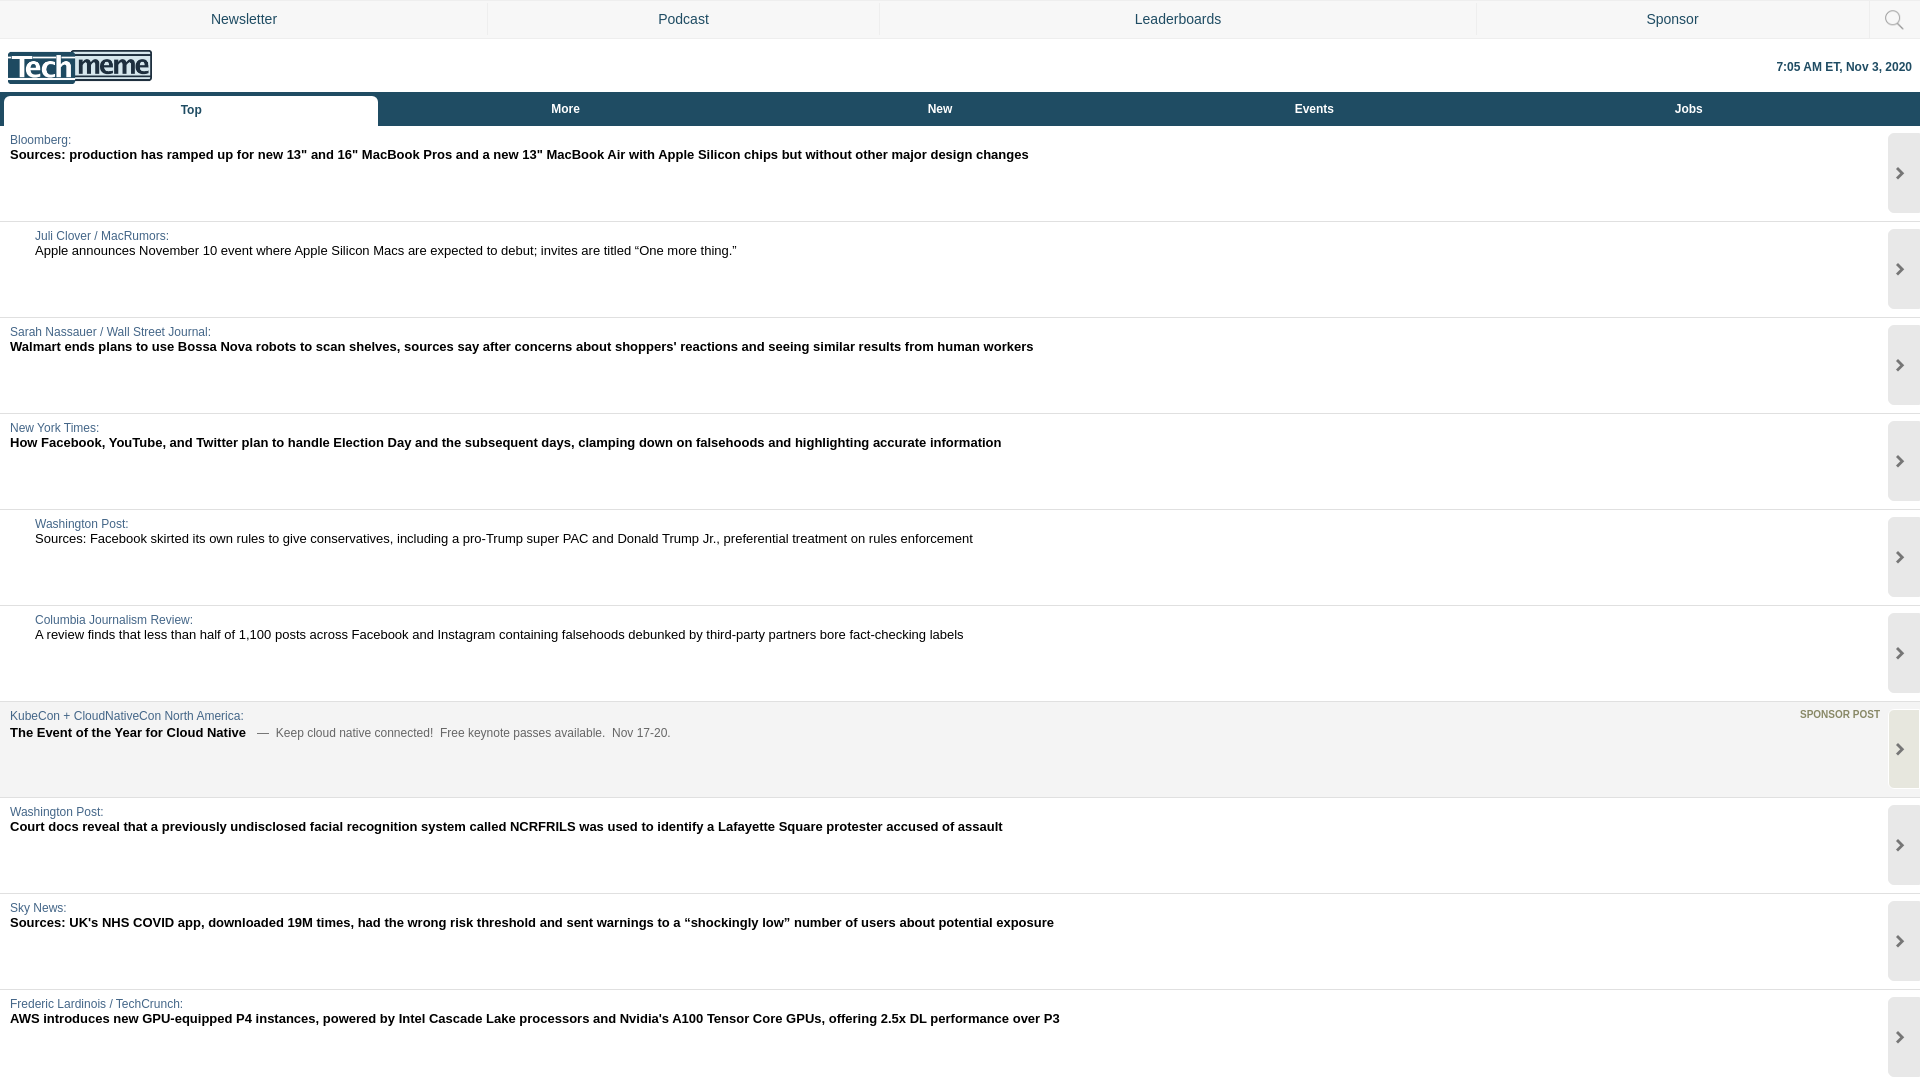 Newsletter
Podcast
Leaderboards
Sponsor
Techmeme
7:05 AM ET, Nov 3, 2020
Top
More
New
Events
Jobs
Bloomberg:
Sources: production has ramped up for new 13" and 16" MacBook Pros and a new 13" MacBook Air with Apple Silicon chips but without other major design changes
Juli Clover / MacRumors:
Apple announces November 10 event where Apple Silicon Macs are expected to debut; invites are titled “One more thing.”
Sarah Nassauer / Wall Street Journal:
Walmart ends plans to use Bossa Nova robots to scan shelves, sources say after concerns about shoppers' reactions and seeing similar results from human workers
New York Times:
How Facebook, YouTube, and Twitter plan to handle Election Day and the subsequent days, clamping down on falsehoods and highlighting accurate information
Washington Post:
Sources: Facebook skirted its own rules to give conservatives, including a pro-Trump super PAC and Donald Trump Jr., preferential treatment on rules enforcement
Columbia Journalism Review:
A review finds that less than half of 1,100 posts across Facebook and Instagram containing falsehoods debunked by third-party partners bore fact-checking labels
KubeCon + CloudNativeCon North America:
SPONSOR POST
The Event of the Year for Cloud Native — Keep cloud native connected! Free keynote passes available. Nov 17-20.
Washington Post:
Court docs reveal that a previously undisclosed facial recognition system called NCRFRILS was used to identify a Lafayette Square protester accused of assault
Sky News:
Sources: UK's NHS COVID app, downloaded 19M times, had the wrong risk threshold and sent warnings to a “shockingly low” number of users about potential exposure
Frederic Lardinois / TechCrunch:
AWS introduces new GPU-equipped P4 instances, powered by Intel Cascade Lake processors and Nvidia's A100 Tensor Core GPUs, offering 2.5x DL performance over P3